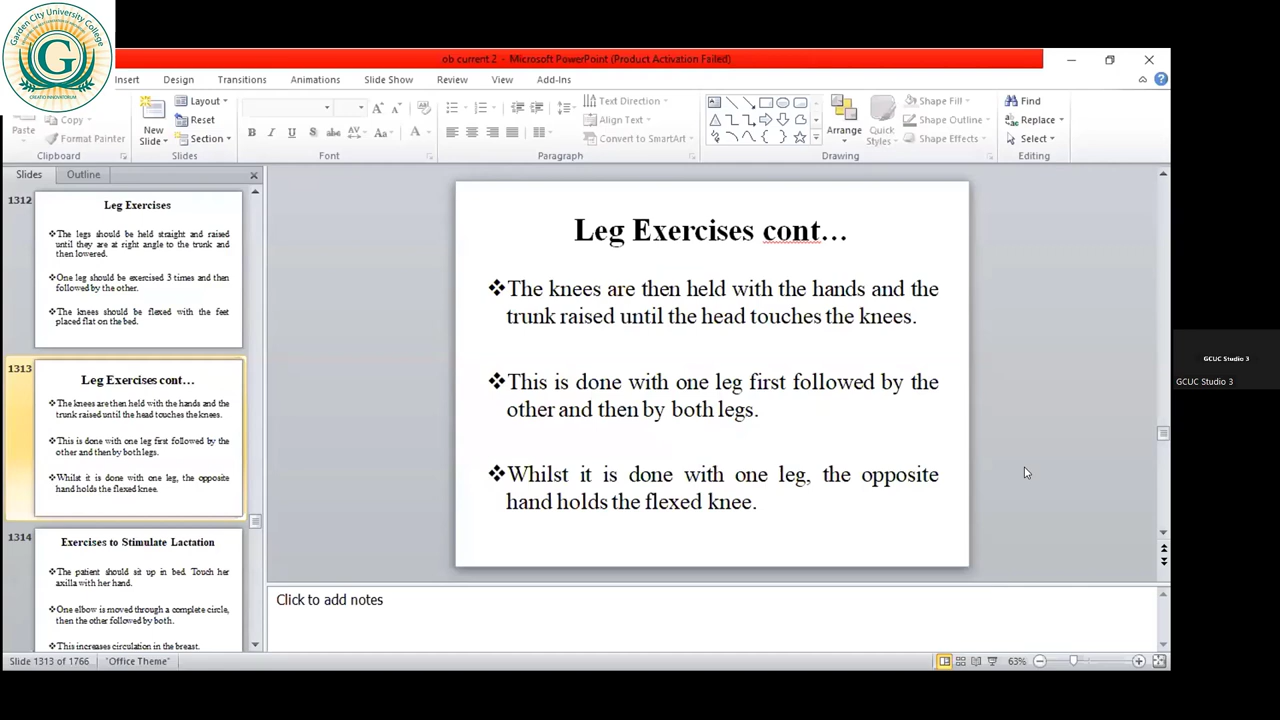 Garden City University College
G
ob current 2 - Microsoft PowerPoint (Product Activation Failed)
Insert Design Transitions Animations Slide Show Review View Add-Ins
Paste
Copy
Format Painter
Clipboard
New
Slide
Layout
Reset
Section
Slides
B I U S abc AV Aa A
Font
Text Direction
Align Text
Convert to SmartArt
Paragraph
Arrange
Quick
Styles
Shape Fill
Shape Outline
Shape Effects
Drawing
Find
Replace
Select
Editing
Slides Outline
1312
Leg Exercises
❖The legs should be held straight and raised
until they are at right angle to the trunk and
then lowered.
❖One leg should be exercised 3 times and then
followed by the other.
❖The knees should be flexed with the feet
placed flat on the bed.
1313
Leg Exercises cont...
❖The knees are then held with the hands and the
trunk raised until the head touches the knees.
❖This is done with one leg first followed by the
other and then by both legs.
❖Whilst it is done with one leg, the opposite
hand holds the flexed knee.
1314
Exercises to Stimulate Lactation
❖The patient should sit up in bed. Touch her
axilla with her hand.
❖One elbow is moved through a complete circle,
then the other followed by both.
❖This increases circulation in the breast.
Leg Exercises cont...
❖The knees are then held with the hands and the
trunk raised until the head touches the knees.
❖This is done with one leg first followed by the
other and then by both legs.
❖Whilst it is done with one leg, the opposite
hand holds the flexed knee.
Click to add notes
GCUC Studio 3
GCUC Studio 3
Slide 1313 of 1766 "Office Theme" 63%